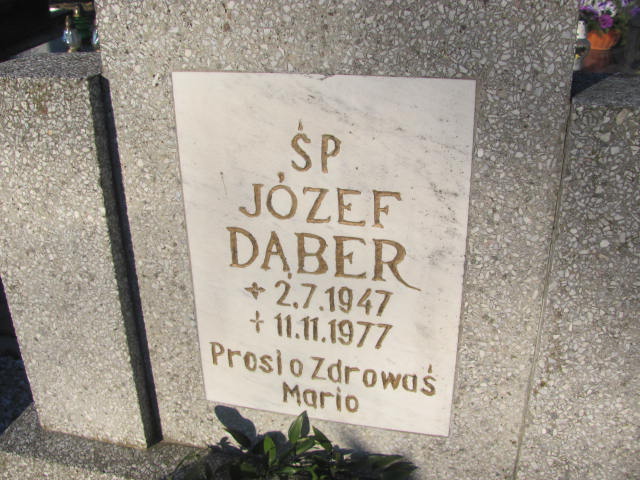 ŚP
JÓZEF
DĄBER
* 2.7.1947
† 11.11.1977
Prosi o Zdrowaś
Mario